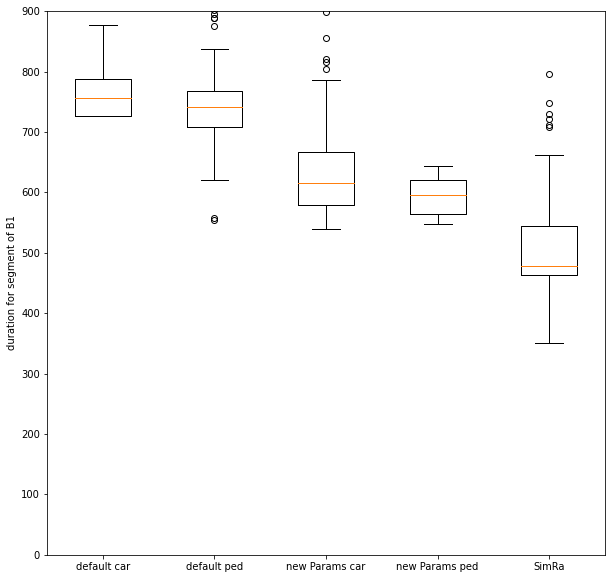 duration for segment of B1
900
800
700
600
500
400
300
200
100
0
default car
default ped
new Params car
new Params ped
SimRa